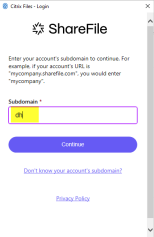 Citrix Files - Login
ShareFile
Enter your account's subdomain to continue. For
example, if your account's URL is
"mycompany.sharefile.com", you would enter
"mycompany".
Subdomain *
dh
Continue
Don't know your account's subdomain?
Privacy Policy